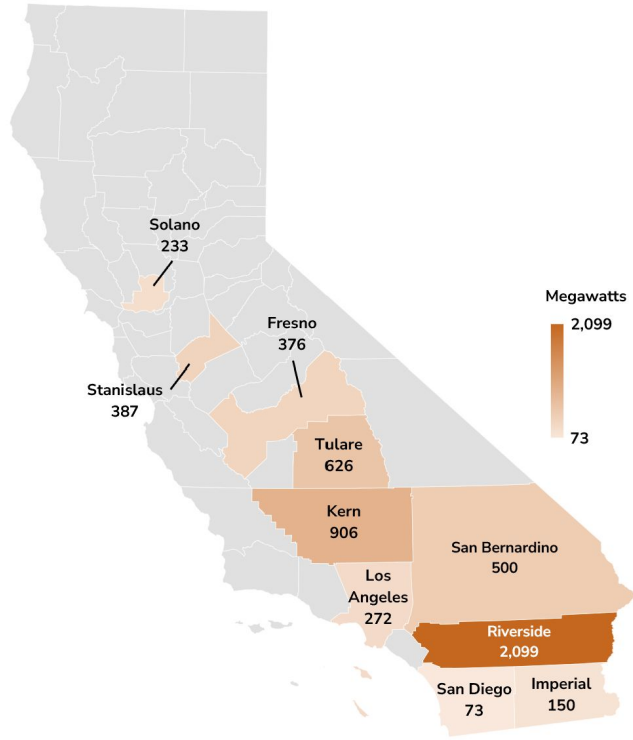 Solano
233
Megawatts
2,099
73
Fresno
376
Stanislaus
387
Tulare
626
Kern
906
San Bernardino
500
Los
Angeles
272
Riverside
2,099
San Diego
73
Imperial
150